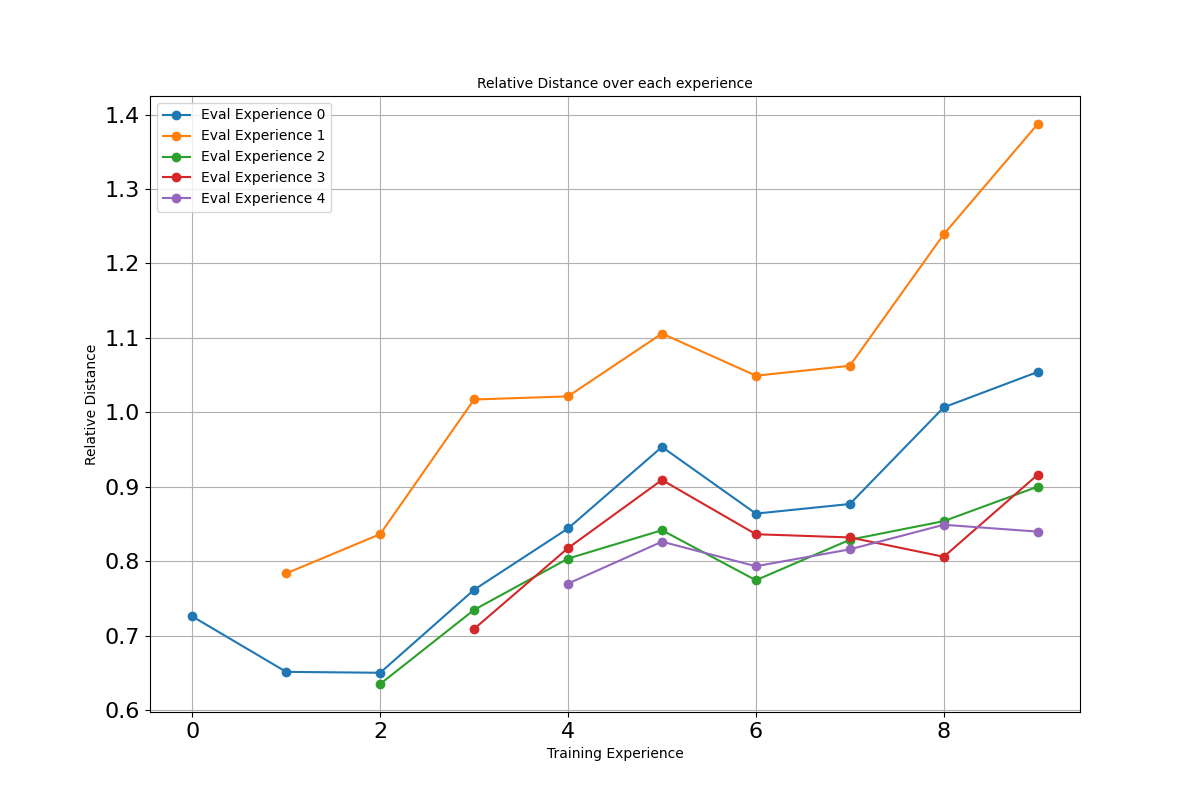 Relative Distance over each experience
Eval Experience 0
Eval Experience 1
Eval Experience 2
Eval Experience 3
Eval Experience 4
1.4
1.3
1.2
1.1
1.0
0.9
0.8
0.7
0.6
Relative Distance
0 2 4 6 8
Training Experience